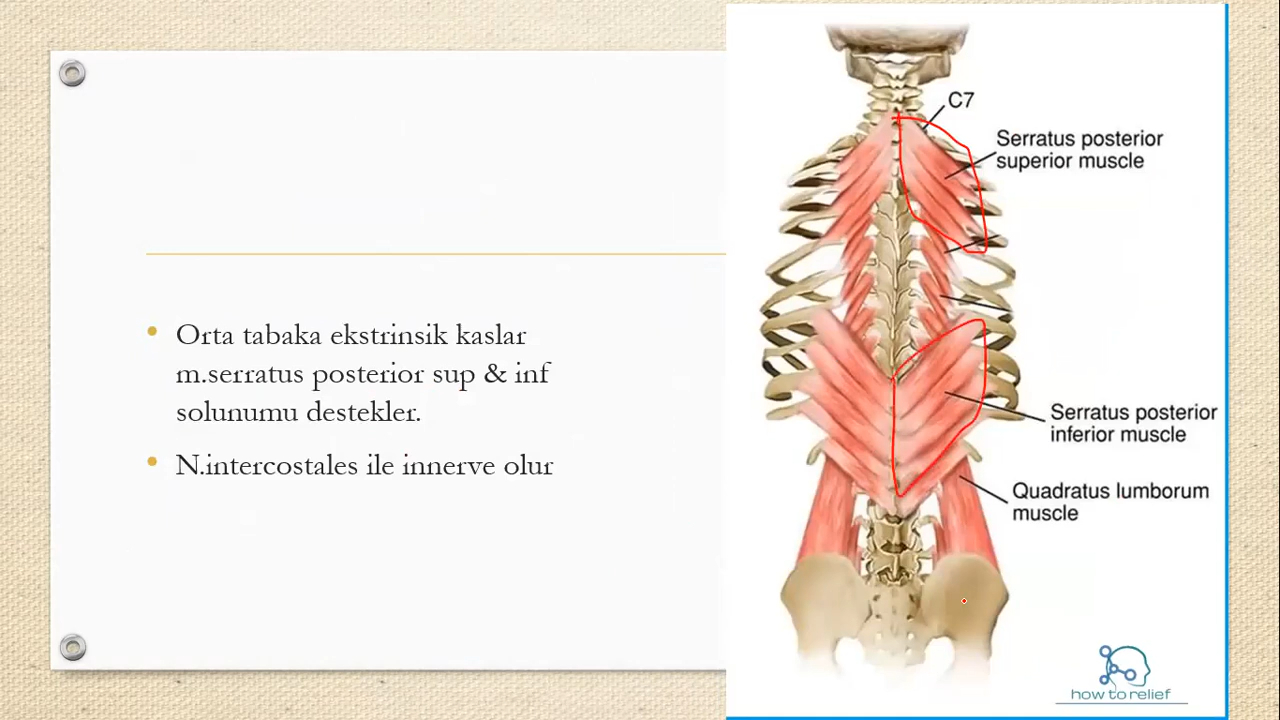 Orta tabaka ekstrinsik kaslar
m.serratus posterior sup & inf
solunumu destekler.
N.intercostales ile innerve olur
C7
Serratus posterior
superior muscle
Serratus posterior
inferior muscle
Quadratus lumborum
muscle
how to relief